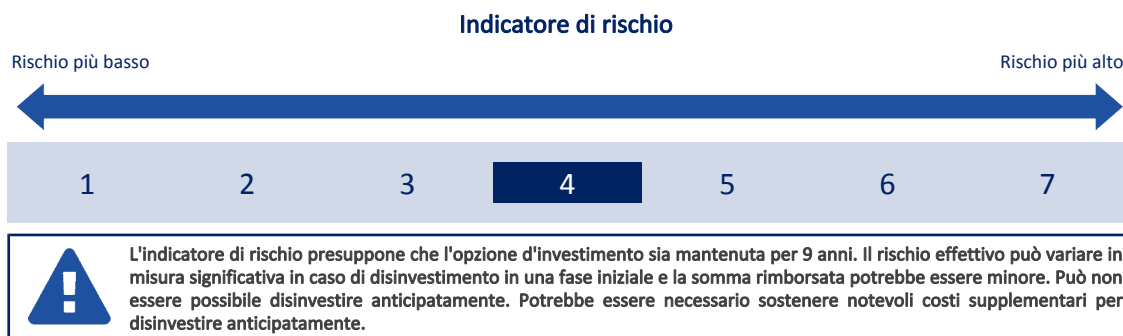 Indicatore di rischio
Rischio più basso
Rischio più alto
1 2 3 4 5 6 7
L'indicatore di rischio presuppone che l'opzione d'investimento sia mantenuta per 9 anni. Il rischio effettivo può variare in
misura significativa in caso di disinvestimento in una fase iniziale e la somma rimborsata potrebbe essere minore. Può non
essere possibile disinvestire anticipatamente. Potrebbe essere necessario sostenere notevoli costi supplementari per
disinvestire anticipatamente.